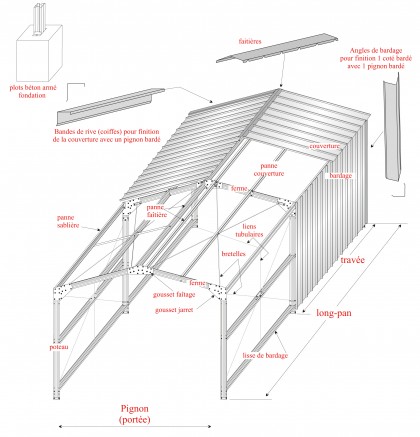 plots béton armé
fondation
faitières
Angles de bardage
pour finition 1 coté bardé
avec 1 pignon bardé
Bandes de rive (coiffes) pour finition
de la couverture avec un pignon bardé
couverture
panne
couverture
bardage
ferme
panne
faitière
panne
sablière
liens
tubulaires
bretelles
travée
ferme
gousset faîtage
gousset jarret
long-pan
poteau
lisse de bardage
Pignon
(portée)